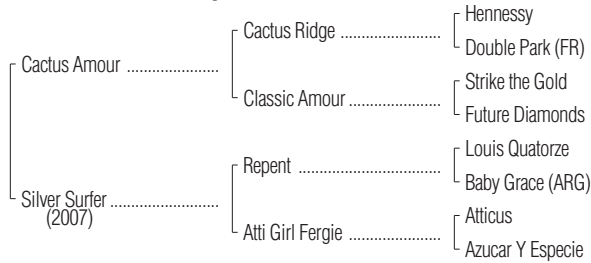 Hennessy
Cactus Ridge ....................
Double Park (FR)
Cactus Amour ....................
Strike the Gold
Classic Amour ..................
Future Diamonds
Louis Quatorze
Repent ............................
Baby Grace (ARG)
Silver Surfer ......................
(2007)
Atticus
Atti Girl Fergie ..................
Azucar Y Especie